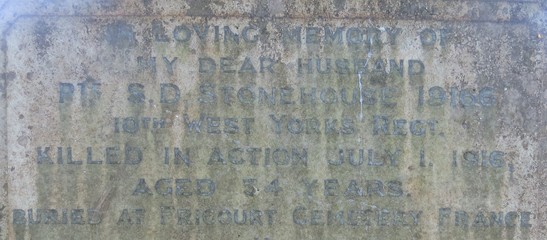 IN LOVING MEMORY OF
MY DEAR HUSBAND
PTE S.D. STONEHOUSE
10TH WEST YORKS REGT.
KILLED IN ACTION JULY 1, 1916,
AGED 34 YEARS.
BURIED AT FRICOURT CEMETERY FRANCE